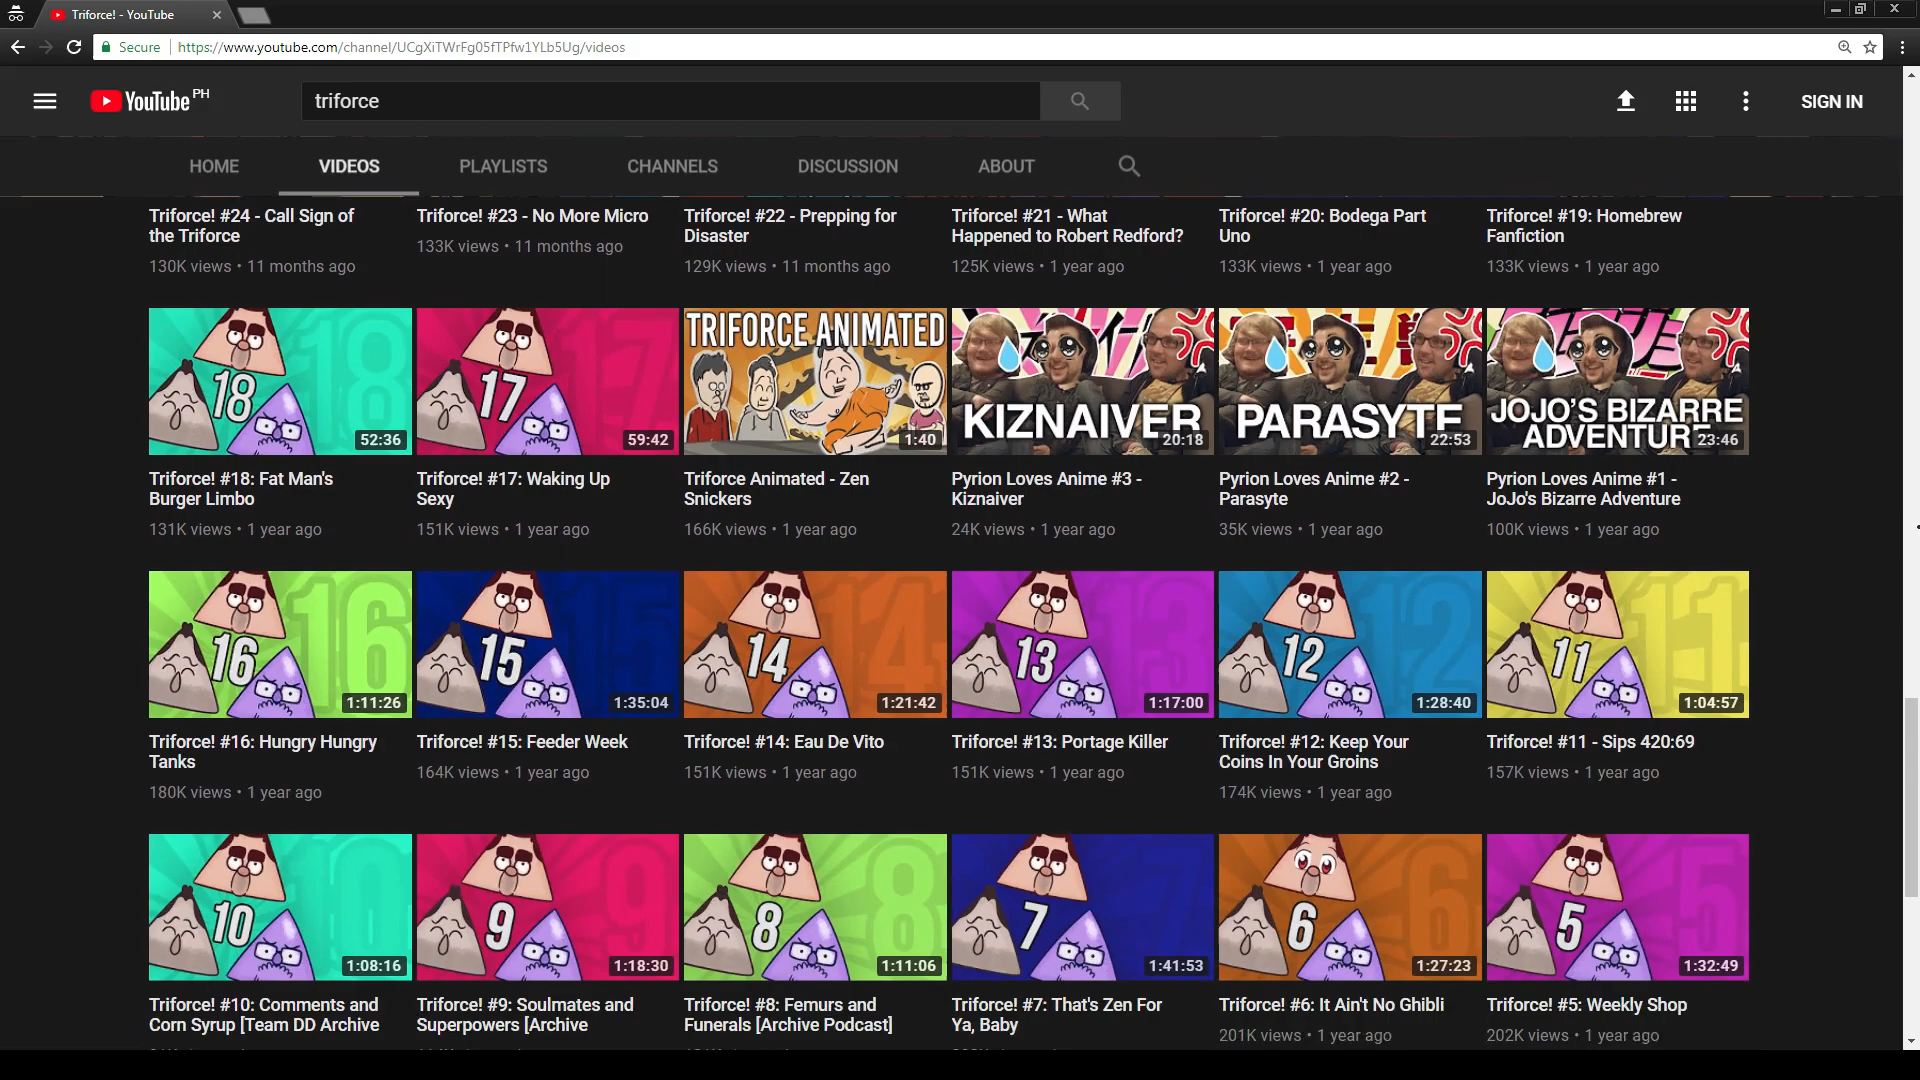 Triforce! - YouTube
Secure
https://www.youtube.com/channel/UCgXiTWrFg05fTPfw1YLb5Ug/videos
YouTube PH
triforce
SIGN IN
HOME
VIDEOS
PLAYLISTS
CHANNELS
DISCUSSION
ABOUT
Triforce! #24 - Call Sign of
the Triforce
130K views • 11 months ago
Triforce! #23 - No More Micro
133K views • 11 months ago
Triforce! #22 - Prepping for
Disaster
129K views • 11 months ago
Triforce! #21 - What
Happened to Robert Redford?
125K views • 1 year ago
Triforce! #20: Bodega Part
Uno
133K views • 1 year ago
Triforce! #19: Homebrew
Fanfiction
133K views • 1 year ago
18
18
52:36
Triforce! #18: Fat Man's
Burger Limbo
131K views • 1 year ago
17
17
59:42
Triforce! #17: Waking Up
Sexy
151K views • 1 year ago
TRIFORCE ANIMATED
1:40
Triforce Animated - Zen
Snickers
166K views • 1 year ago
KIZNAIVER
20:18
Pyrion Loves Anime #3 -
Kiznaiver
24K views • 1 year ago
PARASYTE
22:53
Pyrion Loves Anime #2 -
Parasyte
35K views • 1 year ago
JOJO'S BIZARRE
ADVENTURE
23:46
Pyrion Loves Anime #1 -
JoJo's Bizarre Adventure
100K views • 1 year ago
16
16
1:11:26
Triforce! #16: Hungry Hungry
Tanks
180K views • 1 year ago
15
15
1:35:04
Triforce! #15: Feeder Week
164K views • 1 year ago
14
14
1:21:42
Triforce! #14: Eau De Vito
151K views • 1 year ago
13
13
1:17:00
Triforce! #13: Portage Killer
151K views • 1 year ago
12
12
1:28:40
Triforce! #12: Keep Your
Coins In Your Groins
174K views • 1 year ago
11
11
1:04:57
Triforce! #11 - Sips 420:69
157K views • 1 year ago
10
10
1:08:16
Triforce! #10: Comments and
Corn Syrup [Team DD Archive
9
9
1:18:30
Triforce! #9: Soulmates and
Superpowers [Archive
8
8
1:11:06
Triforce! #8: Femurs and
Funerals [Archive Podcast]
7
7
1:41:53
Triforce! #7: That's Zen For
Ya, Baby
6
6
1:27:23
Triforce! #6: It Ain't No Ghibli
201K views • 1 year ago
5
5
1:32:49
Triforce! #5: Weekly Shop
202K views • 1 year ago